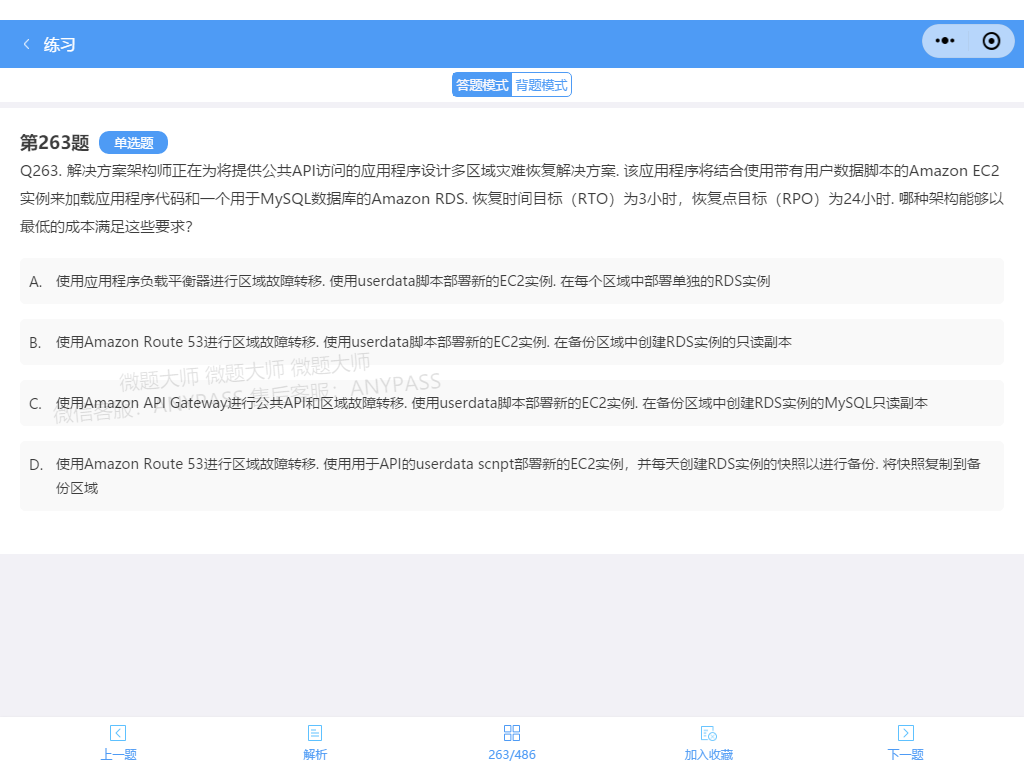 练习
答题模式 背题模式
第263题 单选题
Q263. 解决方案架构师正在为将提供公共API访问的应用程序设计多区域灾难恢复解决方案. 该应用程序将结合使用带有用户数据脚本的Amazon EC2
实例来加载应用程序代码和一个用于MySQL数据库的Amazon RDS. 恢复时间目标（RTO）为3小时，恢复点目标（RPO）为24小时. 哪种架构能够以
最低的成本满足这些要求？
A. 使用应用程序负载平衡器进行区域故障转移. 使用userdata脚本部署新的EC2实例. 在每个区域中部署单独的RDS实例
B. 使用Amazon Route 53进行区域故障转移. 使用userdata脚本部署新的EC2实例. 在备份区域中创建RDS实例的只读副本
微题大师 微题大师 微题大师
微信客服：ANYPASS 售后客服：ANYPASS
C. 使用Amazon API Gateway进行公共API和区域故障转移. 使用userdata脚本部署新的EC2实例. 在备份区域中创建RDS实例的MySQL只读副本
D. 使用Amazon Route 53进行区域故障转移. 使用用于API的userdata scnpt部署新的EC2实例，并每天创建RDS实例的快照以进行备份. 将快照复制到备
份区域
上一题 解析 263/486 加入收藏 下一题